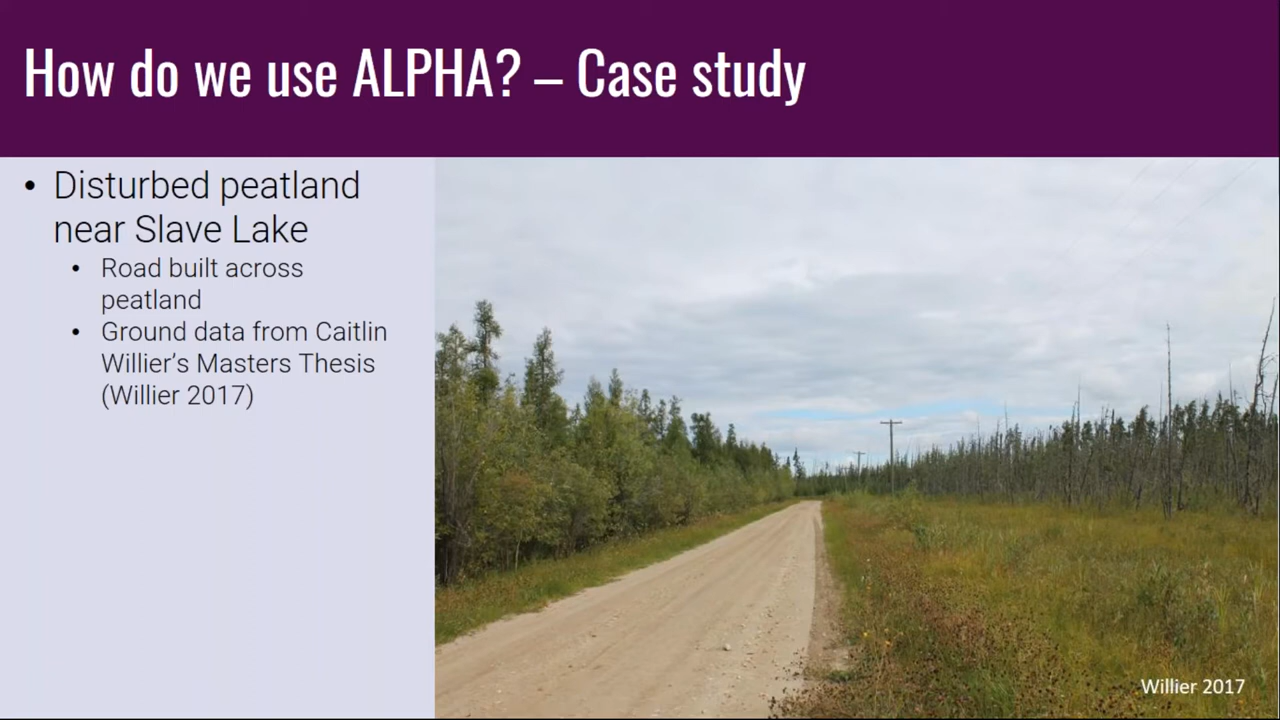 How do we use ALPHA? – Case study
• Disturbed peatland
near Slave Lake
• Road built across
peatland
• Ground data from Caitlin
Willier’s Masters Thesis
(Willier 2017)
Willier 2017